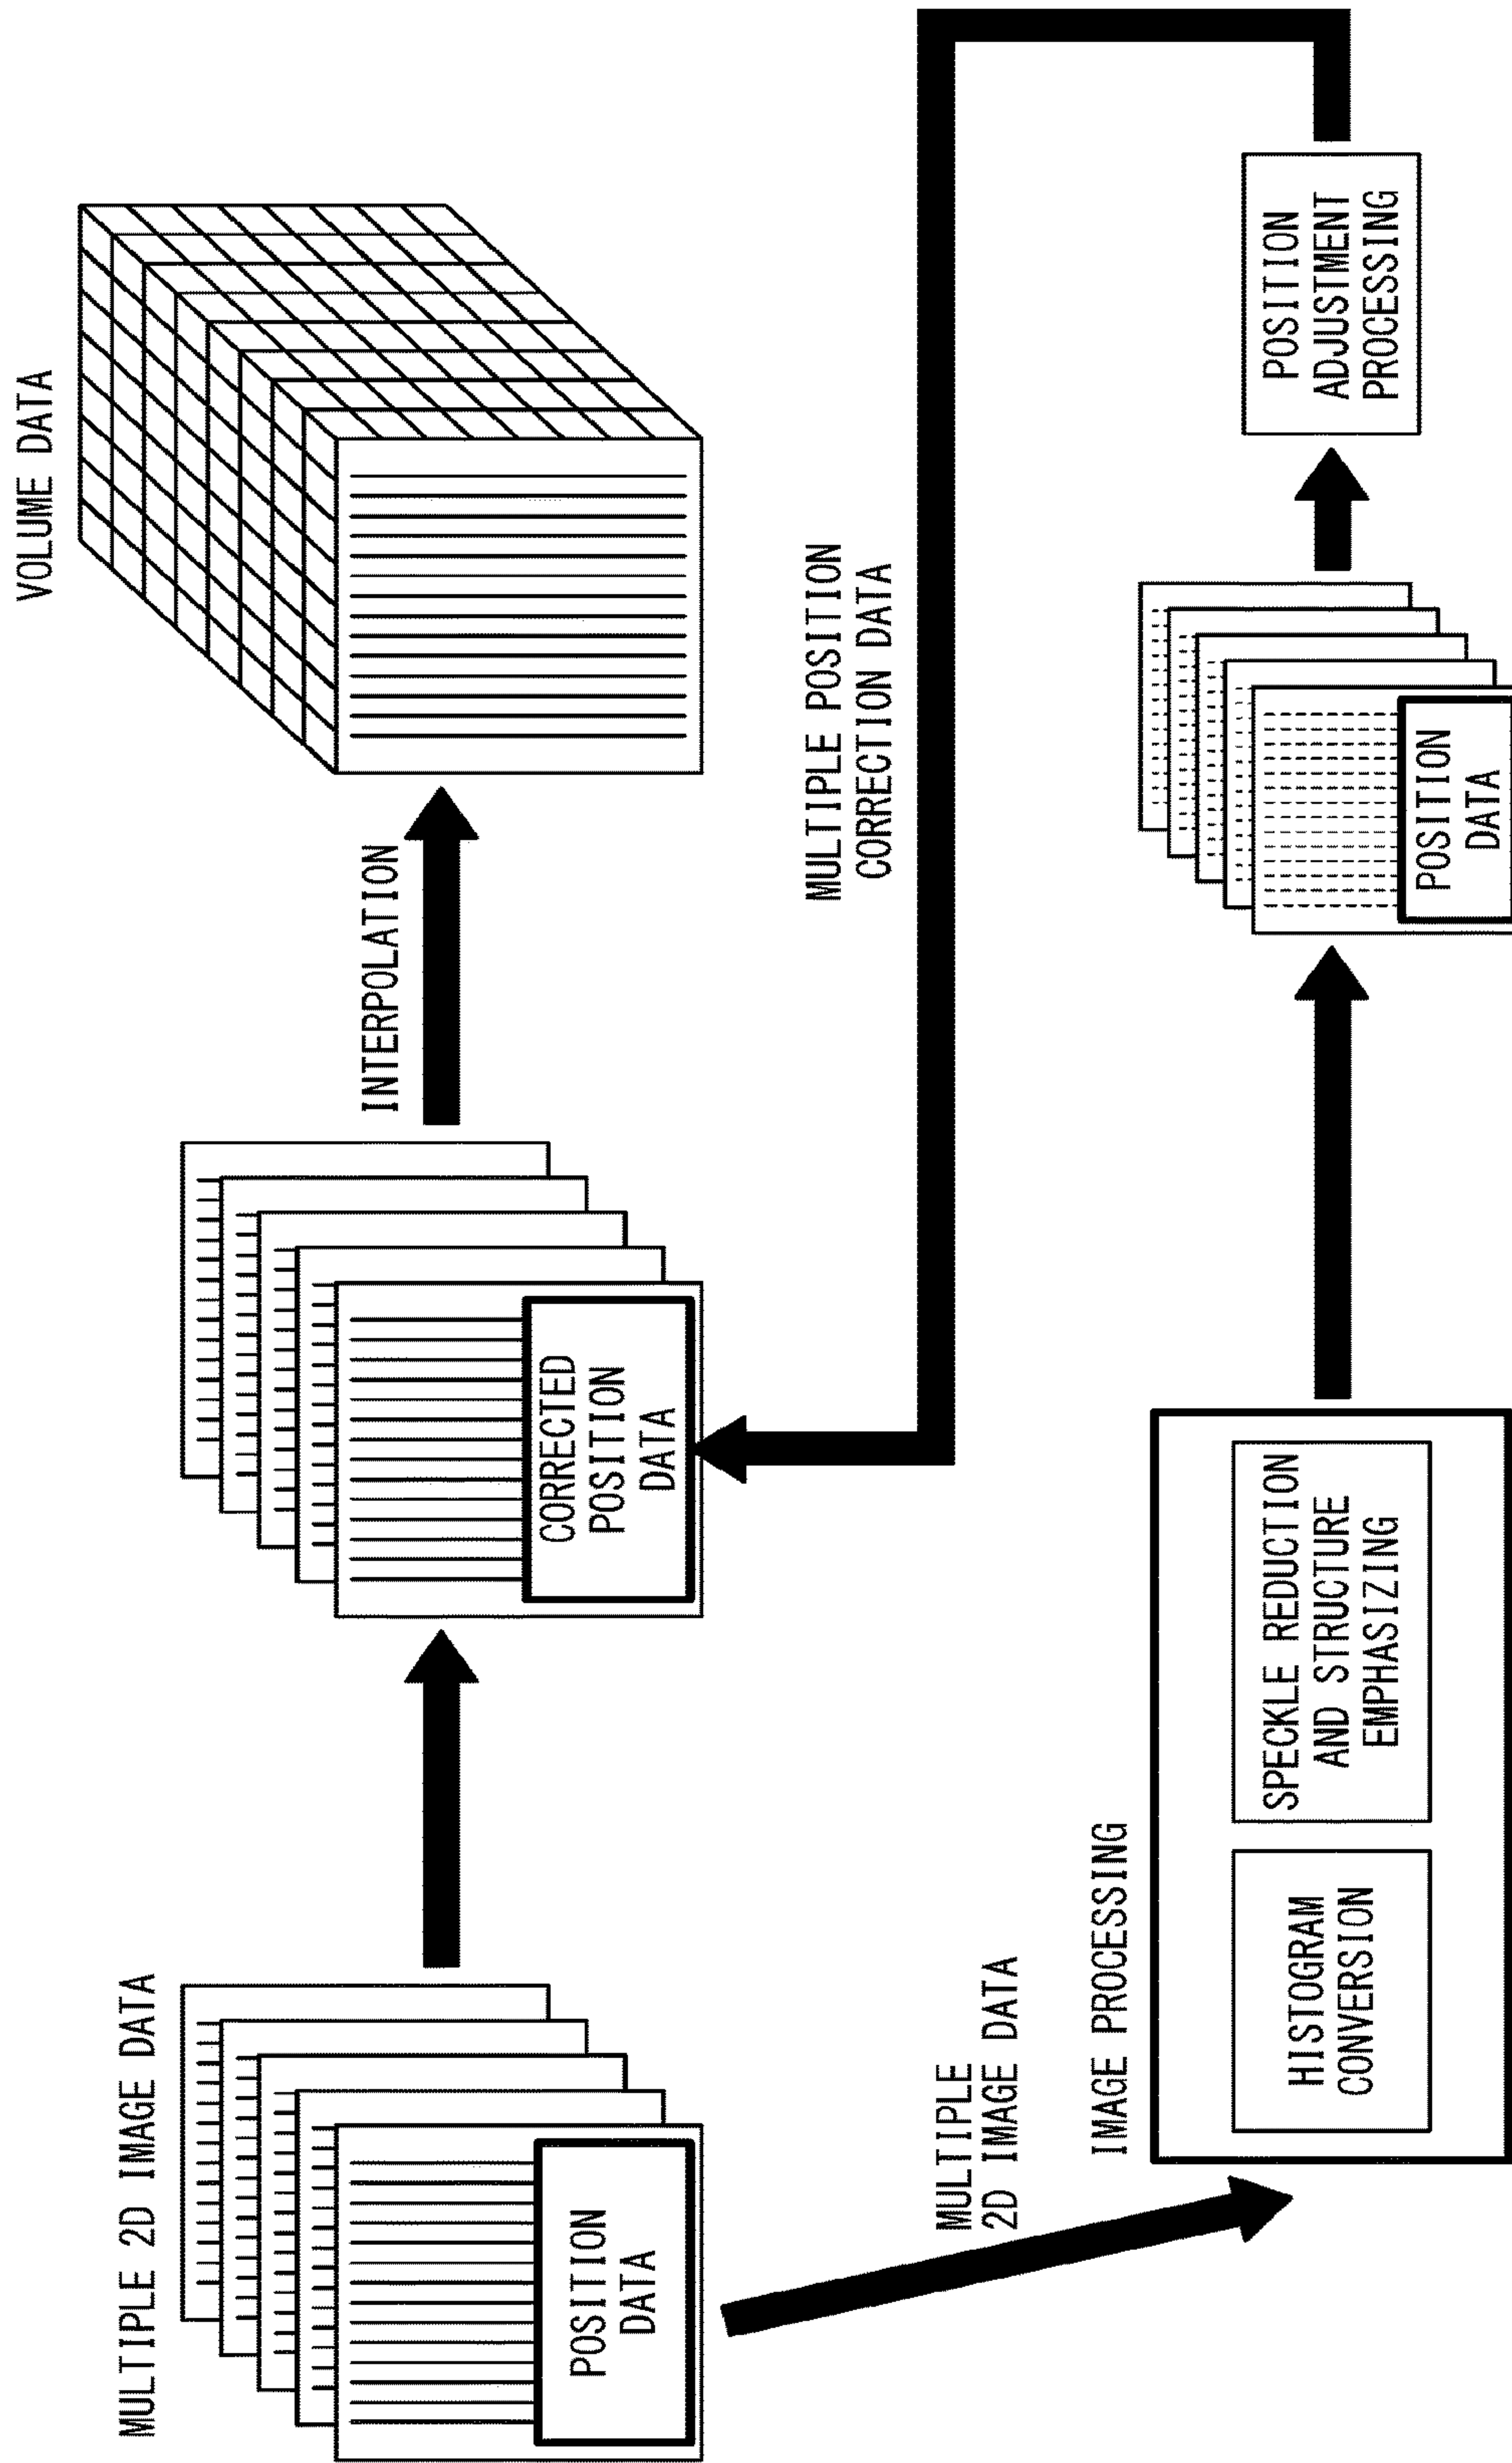 MULTIPLE 2D IMAGE DATA
POSITION
DATA
CORRECTED
POSITION
DATA
INTERPOLATION
VOLUME DATA
MULTIPLE
2D IMAGE DATA
MULTIPLE POSITION
CORRECTION DATA
IMAGE PROCESSING
HISTOGRAM
CONVERSION
SPECKLE REDUCTION
AND STRUCTURE
EMPHASIZING
POSITION
DATA
POSITION
ADJUSTMENT
PROCESSING